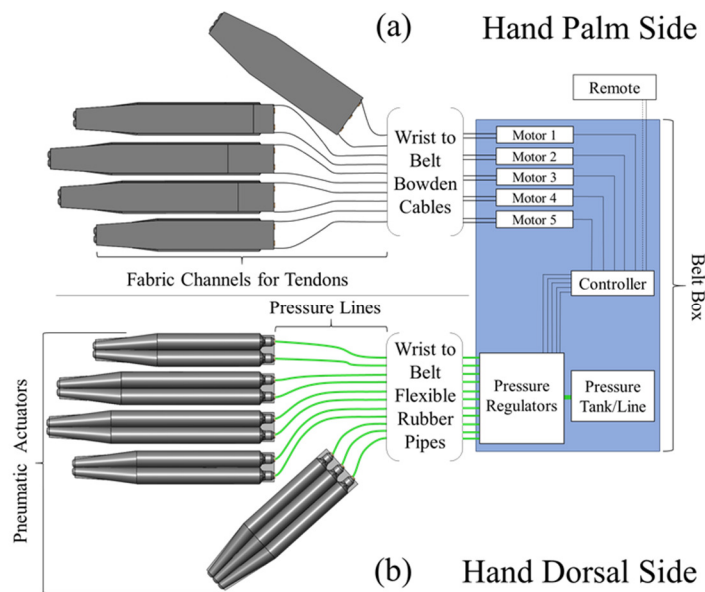 (a)
Hand Palm Side
Remote
Wrist to
Belt
Bowden
Cables
Motor 1
Motor 2
Motor 3
Motor 4
Motor 5
Controller
Belt Box
Fabric Channels for Tendons
Pressure Lines
Pneumatic Actuators
Wrist to
Belt
Flexible
Rubber
Pipes
Pressure
Regulators
Pressure
Tank/Line
(b)
Hand Dorsal Side